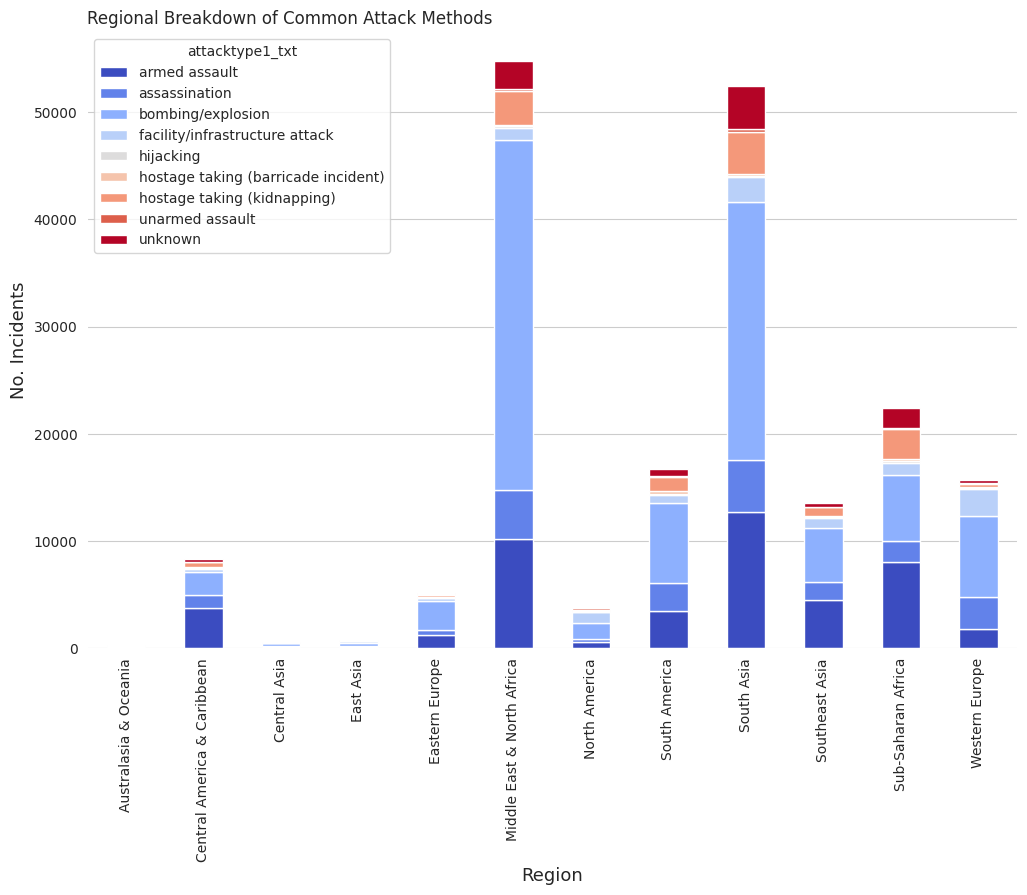 Regional Breakdown of Common Attack Methods
attacktype1_txt
armed assault
assassination
bombing/explosion
facility/infrastructure attack
hijacking
hostage taking (barricade incident)
hostage taking (kidnapping)
unarmed assault
unknown
No. Incidents
50000
40000
30000
20000
10000
0
Australasia & Oceania
Central America & Caribbean
Central Asia
East Asia
Eastern Europe
Middle East & North Africa
North America
South America
South Asia
Southeast Asia
Sub-Saharan Africa
Western Europe
Region